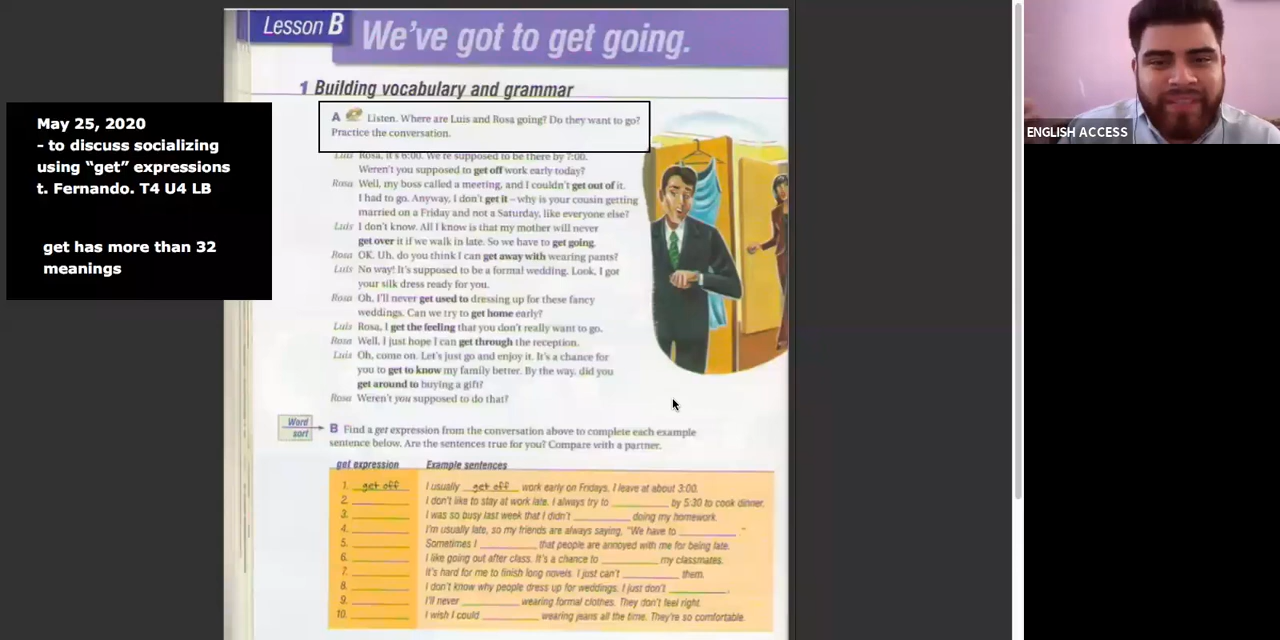 Lesson B We've got to get going.
1 Building vocabulary and grammar
A Listen. Where are Luis and Rosa going? Do they want to go?
Practice the conversation.
Luis Rosa, it's 6:00. We're supposed to be there by 7:00.
Weren't you supposed to get off work early today?
Rosa Well, my boss called a meeting, and I couldn't get out of it.
I had to go. Anyway, I don't get it – why is your cousin getting
married on a Friday and not a Saturday, like everyone else?
Luis I don't know. All I know is that my mother will never
get over it if we walk in late. So we have to get going.
Rosa OK. Uh, do you think I can get away with wearing pants?
Luis No way! It's supposed to be a formal wedding. Look, I got
your silk dress ready for you.
Rosa Oh, I'll never get used to dressing up for these fancy
weddings. Can we try to get home early?
Luis Rosa, I get the feeling that you don't really want to go.
Rosa Well, I just hope I can get through the reception.
Luis Oh, come on. Let's just go and enjoy it. It's a chance for
you to get to know my family better. By the way, did you
get around to buying a gift?
Rosa Weren't you supposed to do that?
Word
sort
B Find a get expression from the conversation above to complete each example
sentence below. Are the sentences true for you? Compare with a partner.
get expression Example sentences
1. get off I usually get off work early on Fridays. I leave at about 3:00.
2. I don't like to stay at work late. I always try to by 5:30 to cook dinner.
3. I was so busy last week that I didn't doing my homework.
4. I'm usually late, so my friends are always saying, "We have to ."
5. Sometimes I that people are annoyed with me for being late.
6. I like going out after class. It's a chance to my classmates.
7. It's hard for me to finish long novels. I just can't them.
8. I don't know why people dress up for weddings. I just don't .
9. I'll never wearing formal clothes. They don't feel right.
10. I wish I could wearing jeans all the time. They're so comfortable.
May 25, 2020
- to discuss socializing
using "get" expressions
t. Fernando. T4 U4 LB
get has more than 32
meanings
ENGLISH ACCESS